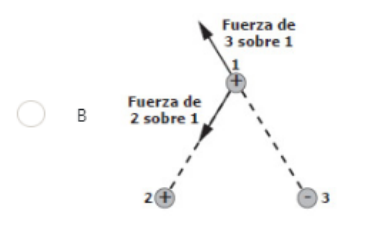 Fuerza de
3 sobre 1
1
+
Fuerza de
2 sobre 1
B
2 +
- 3